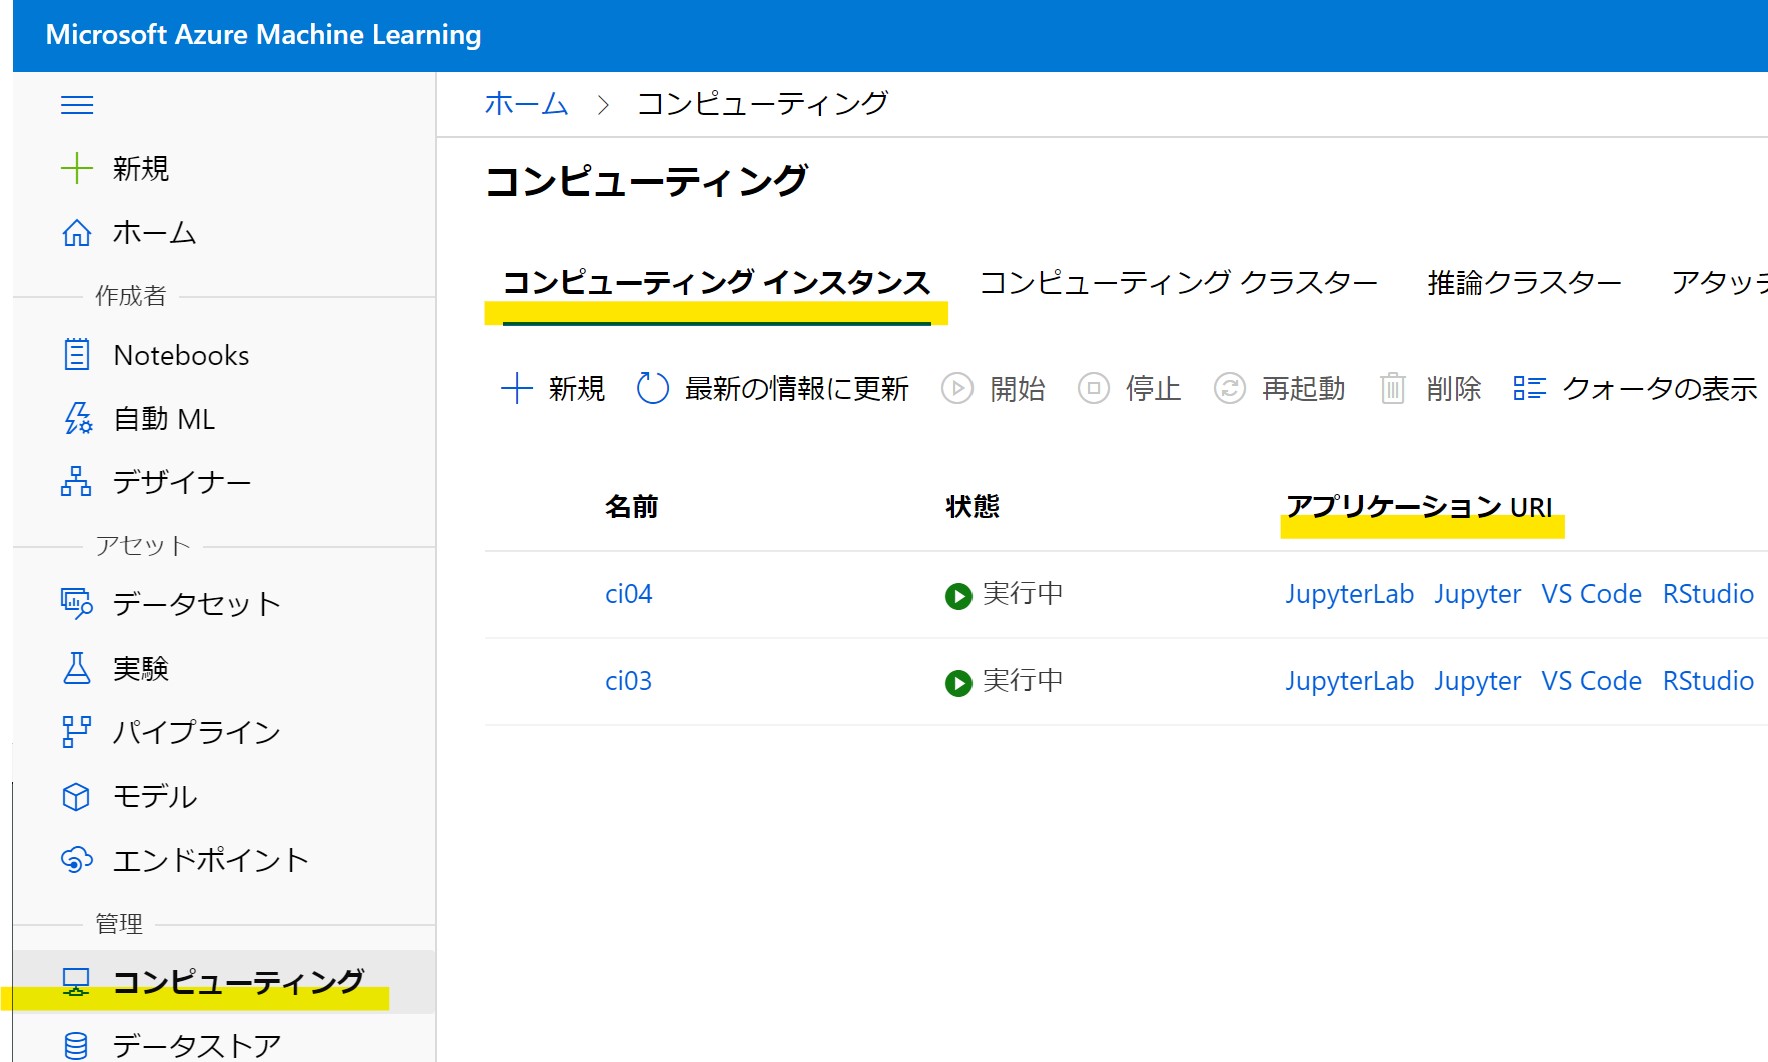 Microsoft Azure Machine Learning
新規
ホーム
作成者
Notebooks
自動 ML
デザイナー
アセット
データセット
実験
パイプライン
モデル
エンドポイント
管理
コンピューティング
データストア
ホーム > コンピューティング
コンピューティング
コンピューティング インスタンス コンピューティング クラスター 推論クラスター アタッチ
新規 最新の情報に更新 開始 停止 再起動 削除 クォータの表示
名前 状態 アプリケーション URI
ci04 実行中 JupyterLab Jupyter VS Code RStudio
ci03 実行中 JupyterLab Jupyter VS Code RStudio